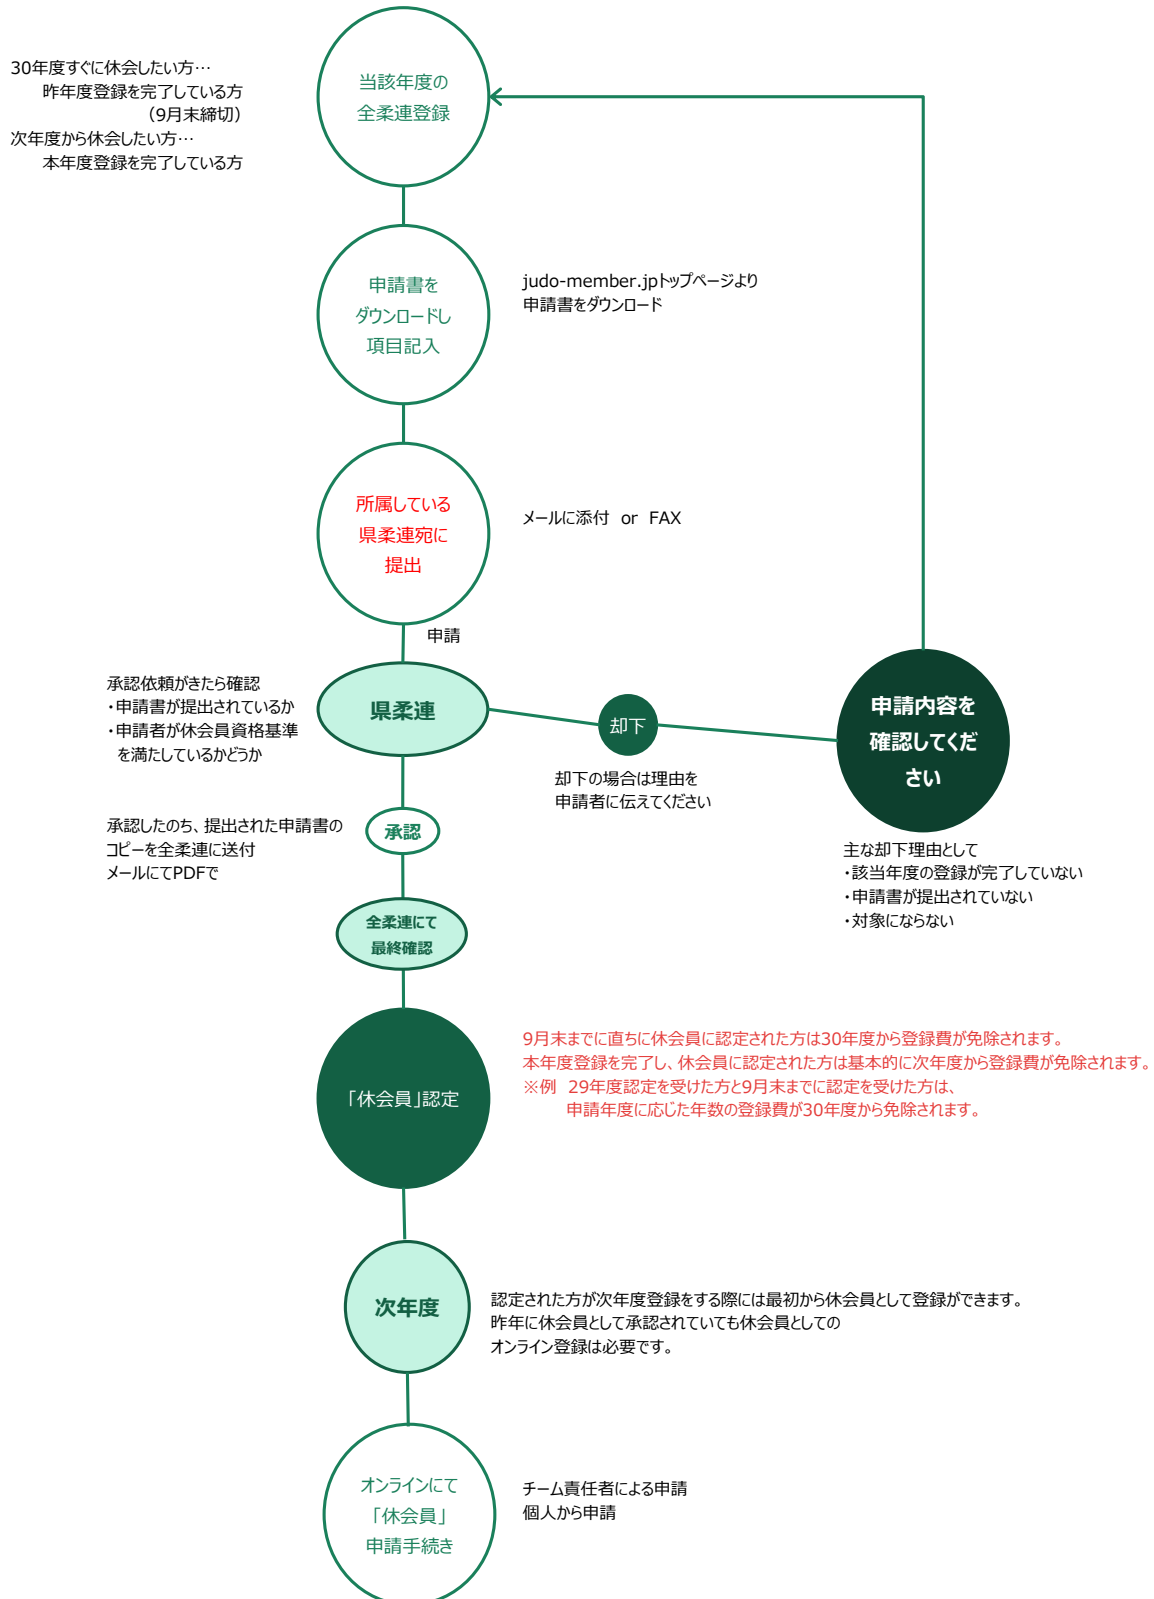 30年度すぐに休会したい方…
昨年度登録を完了している方
（9月末締切）
次年度から休会したい方…
本年度登録を完了している方
当該年度の
全柔連登録
申請書を
ダウンロードし
項目記入
judo-member.jpトップページより
申請書をダウンロード
所属している
県柔連宛に
提出
メールに添付 or FAX
申請
承認依頼がきたら確認
・申請書が提出されているか
・申請者が休会員資格基準
を満たしているかどうか
県柔連
却下
却下の場合は理由を
申請者に伝えてください
申請内容を
確認してくだ
さい
主な却下理由として
・該当年度の登録が完了していない
・申請書が提出されていない
・対象にならない
承認したのち、提出された申請書の
コピーを全柔連に送付
メールにてPDFで
承認
全柔連にて
最終確認
「休会員」認定
9月末までに直ちに休会員に認定された方は30年度から登録費が免除されます。
本年度登録を完了し、休会員に認定された方は基本的に次年度から登録費が免除されます。
※例 29年度認定を受けた方と9月末までに認定を受けた方は、
申請年度に応じた年数の登録費が30年度から免除されます。
次年度
認定された方が次年度登録をする際には最初から休会員として登録ができます。
昨年に休会員として承認されていても休会員としての
オンライン登録は必要です。
オンラインにて
「休会員」
申請手続き
チーム責任者による申請
個人から申請